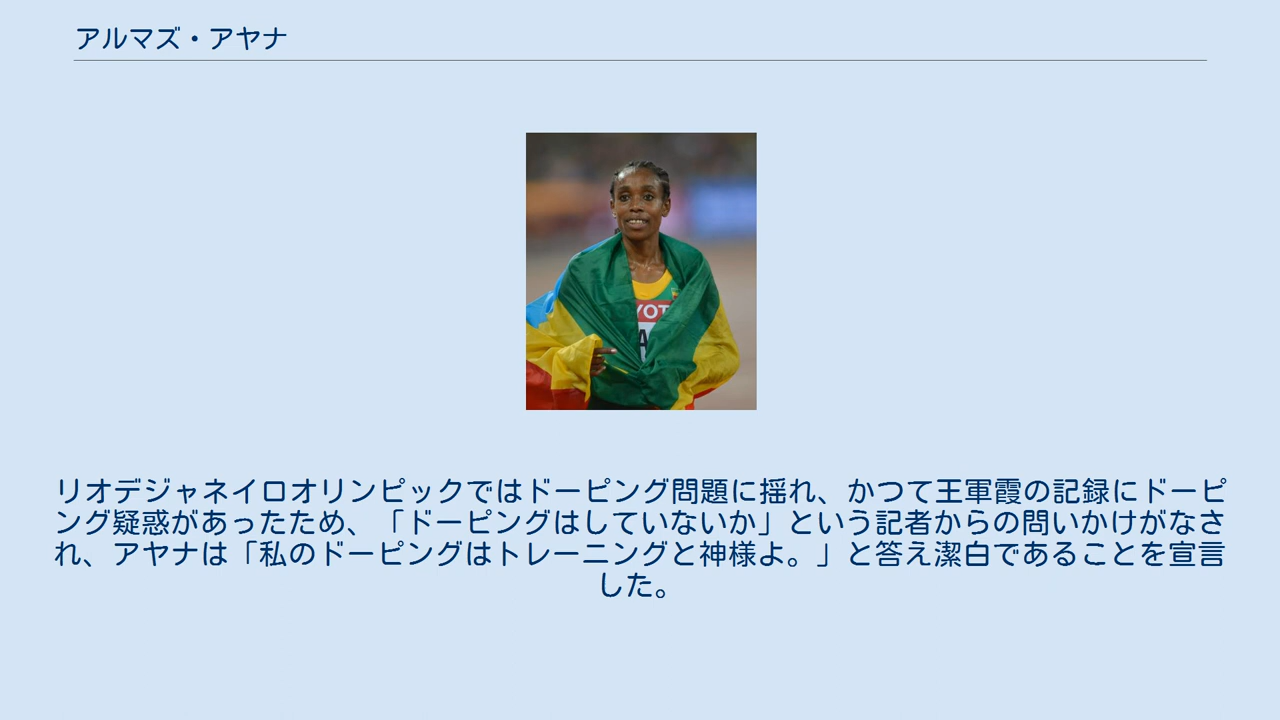 アルマズ・アヤナ
YOT
A
リオデジャネイロオリンピックではドーピング問題に揺れ、かつて王軍霞の記録にドーピ
ング疑惑があったため、「ドーピングはしていないか」という記者からの問いかけがなさ
れ、アヤナは「私のドーピングはトレーニングと神様よ。」と答え潔白であることを宣言
した。